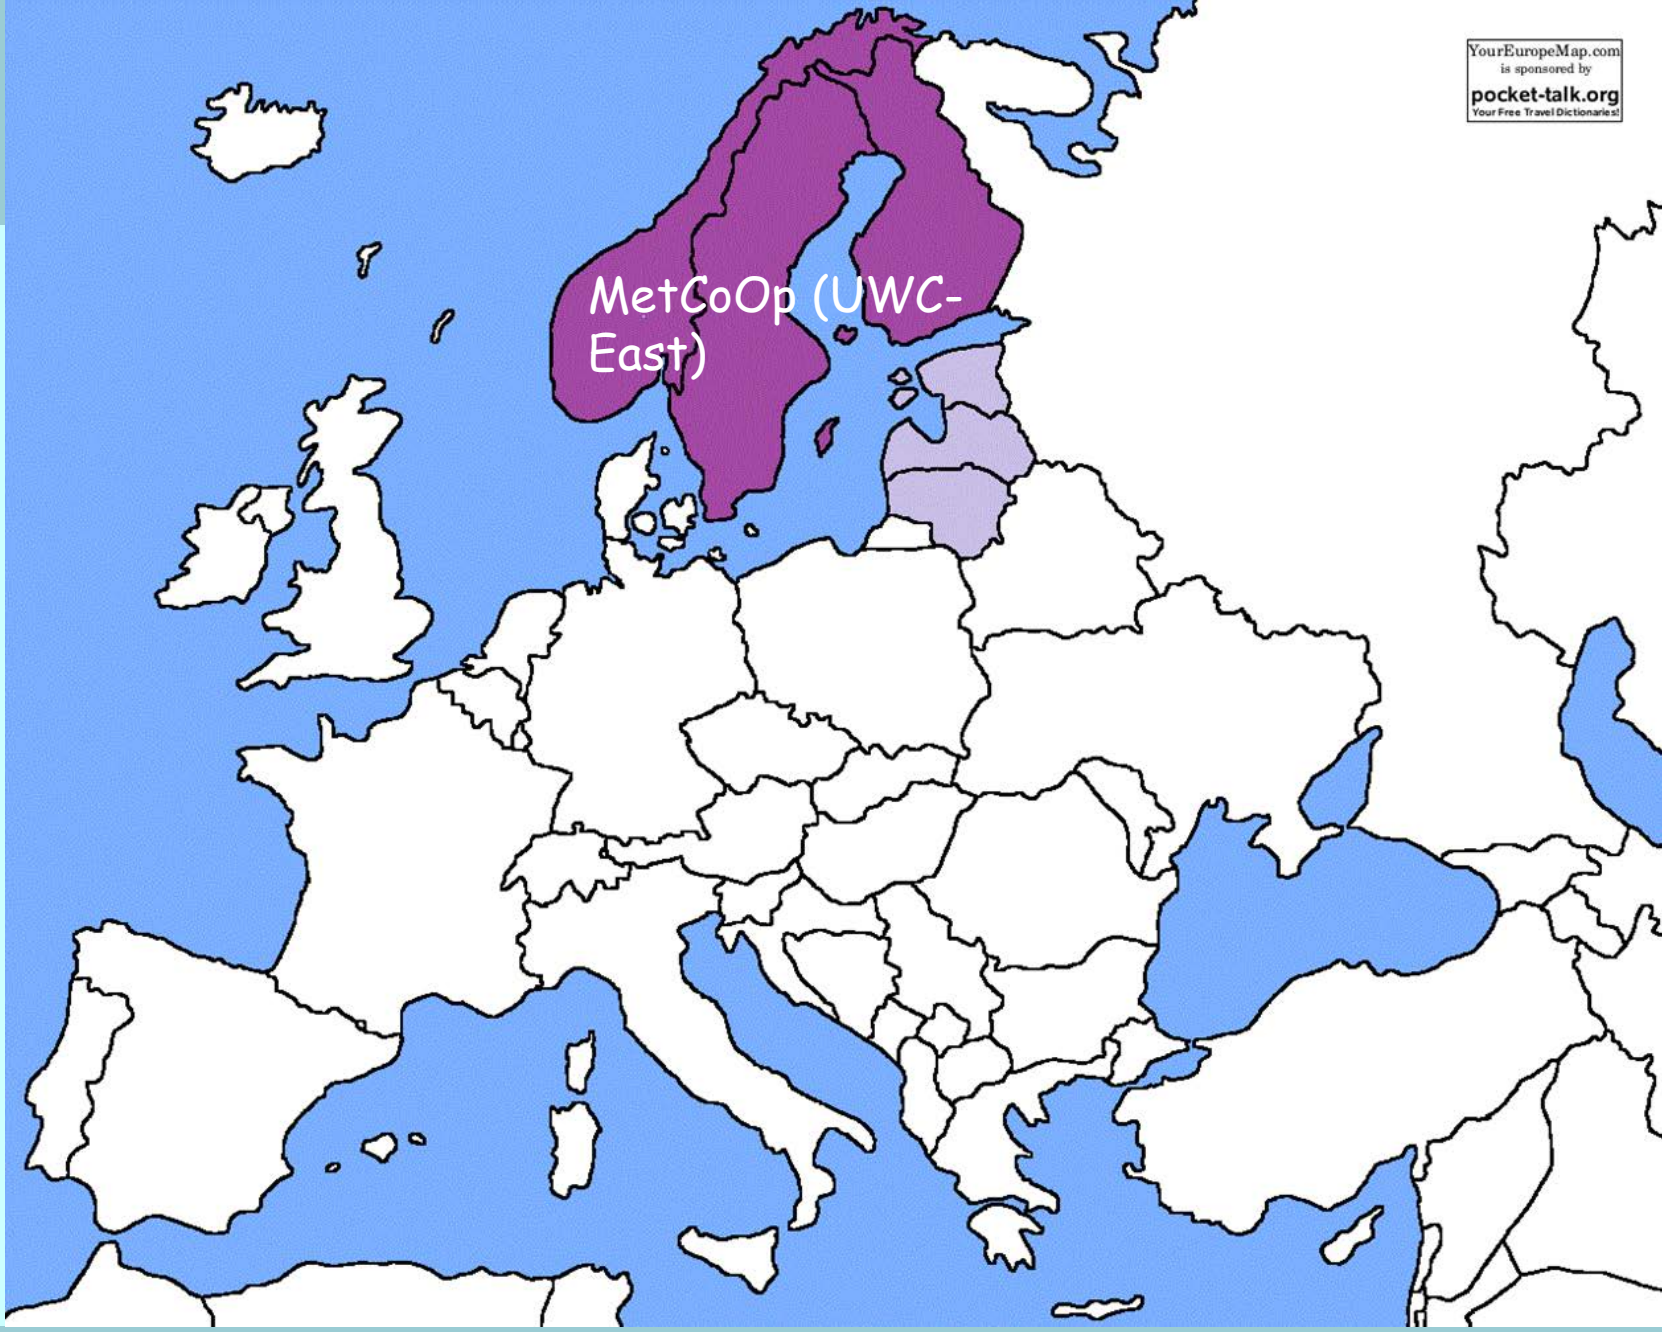 YourEuropeMap.com
is sponsored by
pocket-talk.org
Your Free Travel Dictionaries!
MetCoOp (UWC-
East)